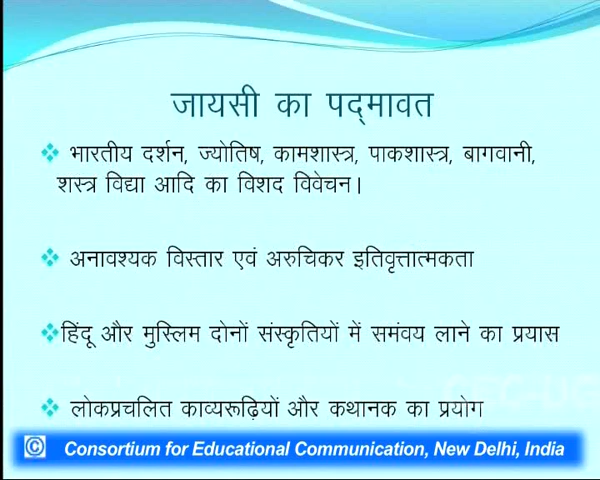 जायसी का पद्मावत
भारतीय दर्शन, ज्योतिष, कामशास्त्र, पाकशास्त्र, बागवानी,
शस्त्र विद्या आदि का विशद विवेचन।
अनावश्यक विस्तार एवं अरुचिकर इतिवृत्तात्मकता
हिंदू और मुस्लिम दोनों संस्कृतियों में समंवय लाने का प्रयास
लोकप्रचलित काव्यरूढ़ियों और कथानक का प्रयोग
© Consortium for Educational Communication, New Delhi, India